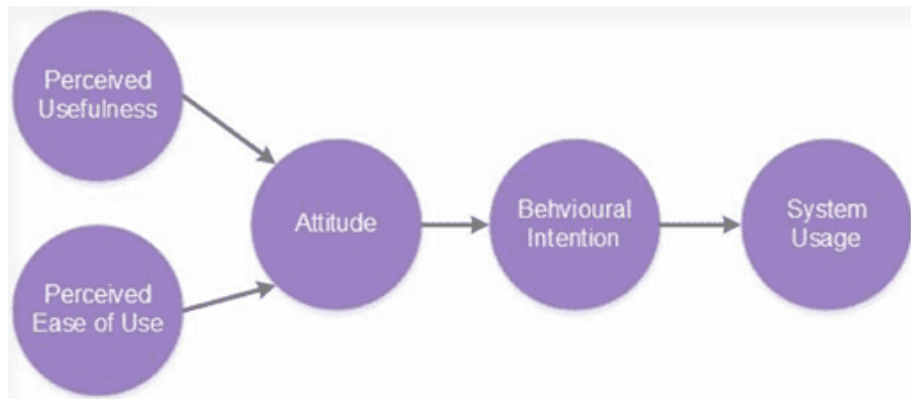 Perceived
Usefulness
Perceived
Ease of Use
Attitude
Behvioural
Intention
System
Usage